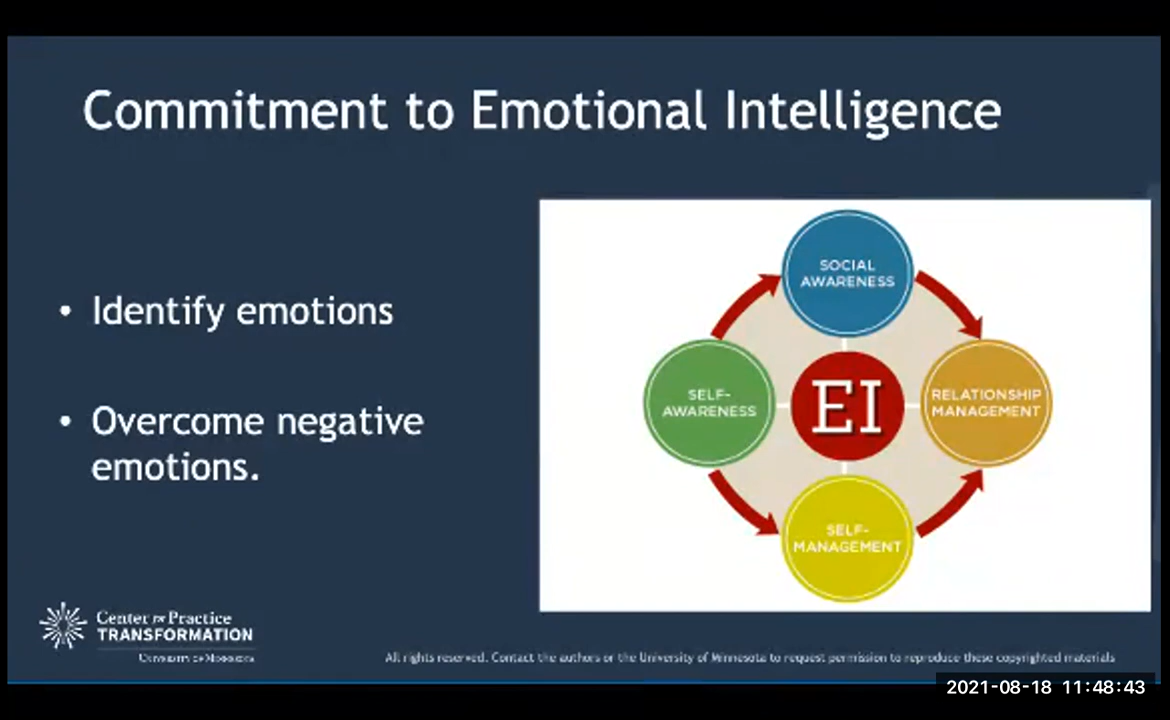 Commitment to Emotional Intelligence
• Identify emotions
• Overcome negative
emotions.
SOCIAL
AWARENESS
SELF-
AWARENESS
EI
RELATIONSHIP
MANAGEMENT
SELF-
MANAGEMENT
Center for Practice
TRANSFORMATION
UNIVERSITY OF MINNESOTA
All rights reserved. Contact the authors or the University of Minnesota to request permission to reproduce these copyrighted materials
2021-08-18 11:48:43